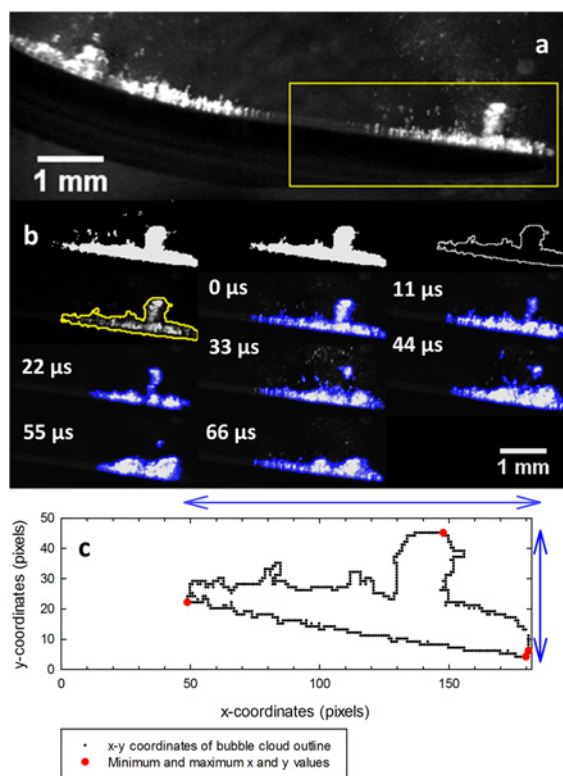 a
1 mm
b
0 µs
11 µs
22 µs
33 µs
44 µs
55 µs
66 µs
1 mm
c
y-coordinates (pixels)
50
40
30
20
10
0
0
50
100
150
x-coordinates (pixels)
x-y coordinates of bubble cloud outline
Minimum and maximum x and y values